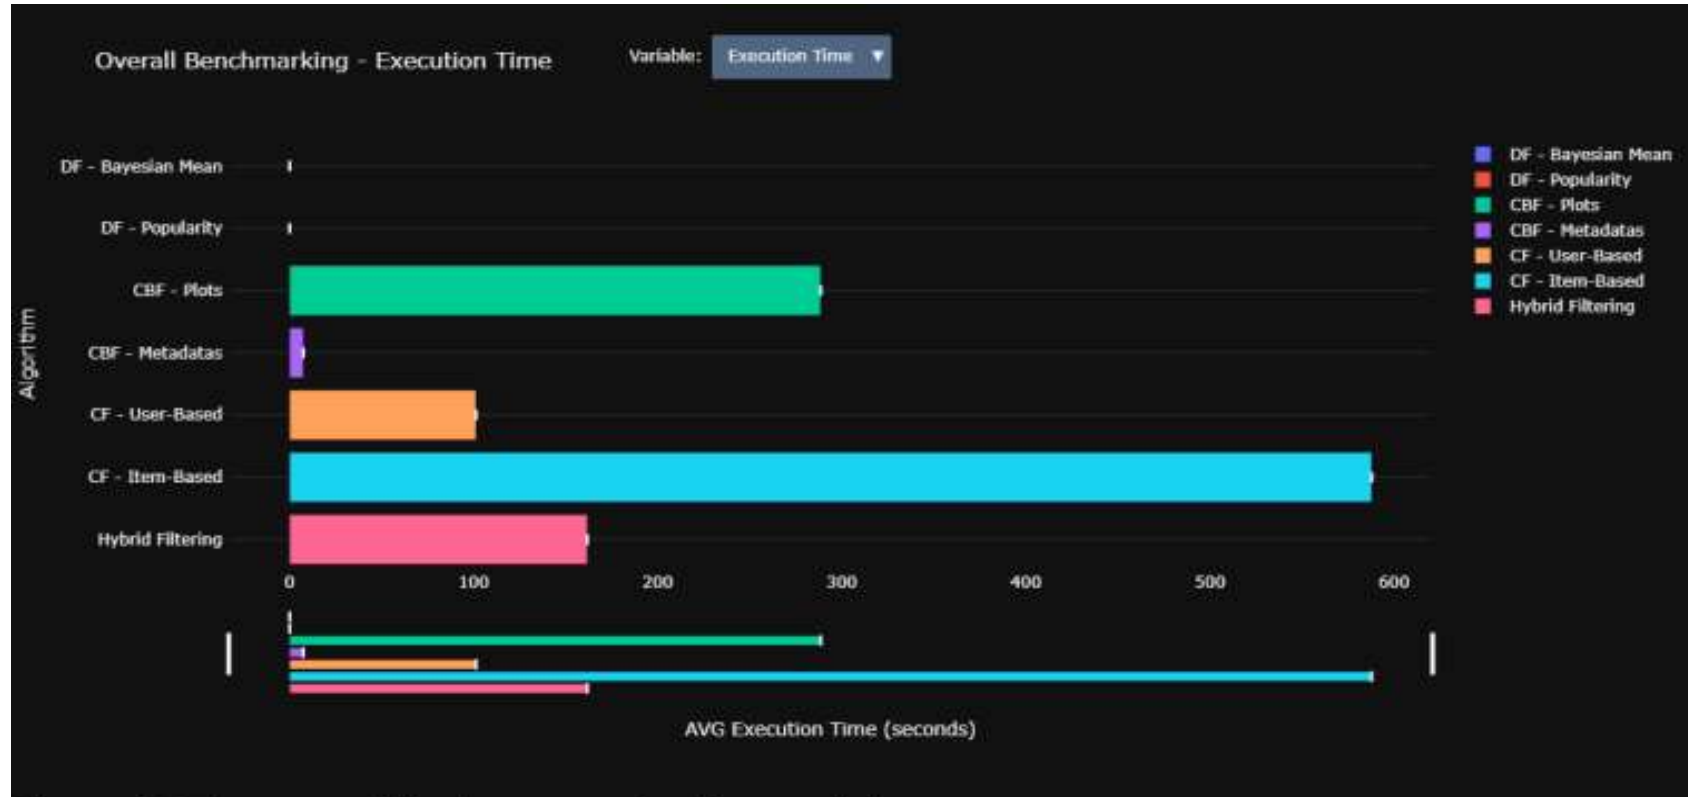 Overall Benchmarking - Execution Time
Variable:
Execution Time ▼
DF - Bayesian Mean
DF - Popularity
CBF - Plots
CBF - Metadatas
CF - User-Based
CF - Item-Based
Hybrid Filtering
Algorithm
0 100 200 300 400 500 600
AVG Execution Time (seconds)
DF - Bayesian Mean
DF - Popularity
CBF - Plots
CBF - Metadatas
CF - User-Based
CF - Item-Based
Hybrid Filtering